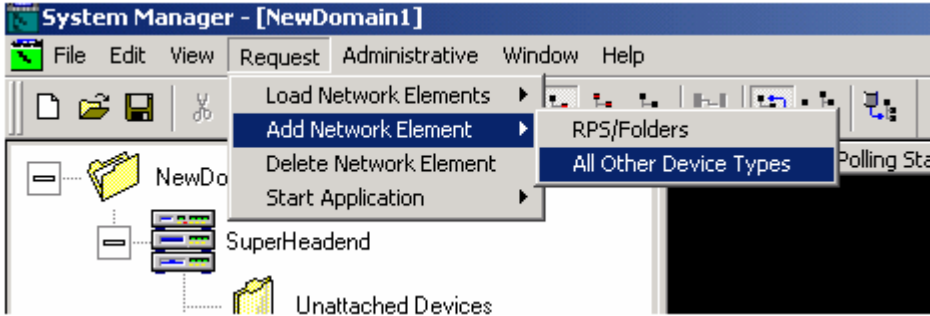 System Manager - [NewDomain1]
File Edit View Request Administrative Window Help
Load Network Elements
Add Network Element
Delete Network Element
Start Application
RPS/Folders
All Other Device Types
Polling Sta
NewDo
SuperHeadend
Unattached Devices